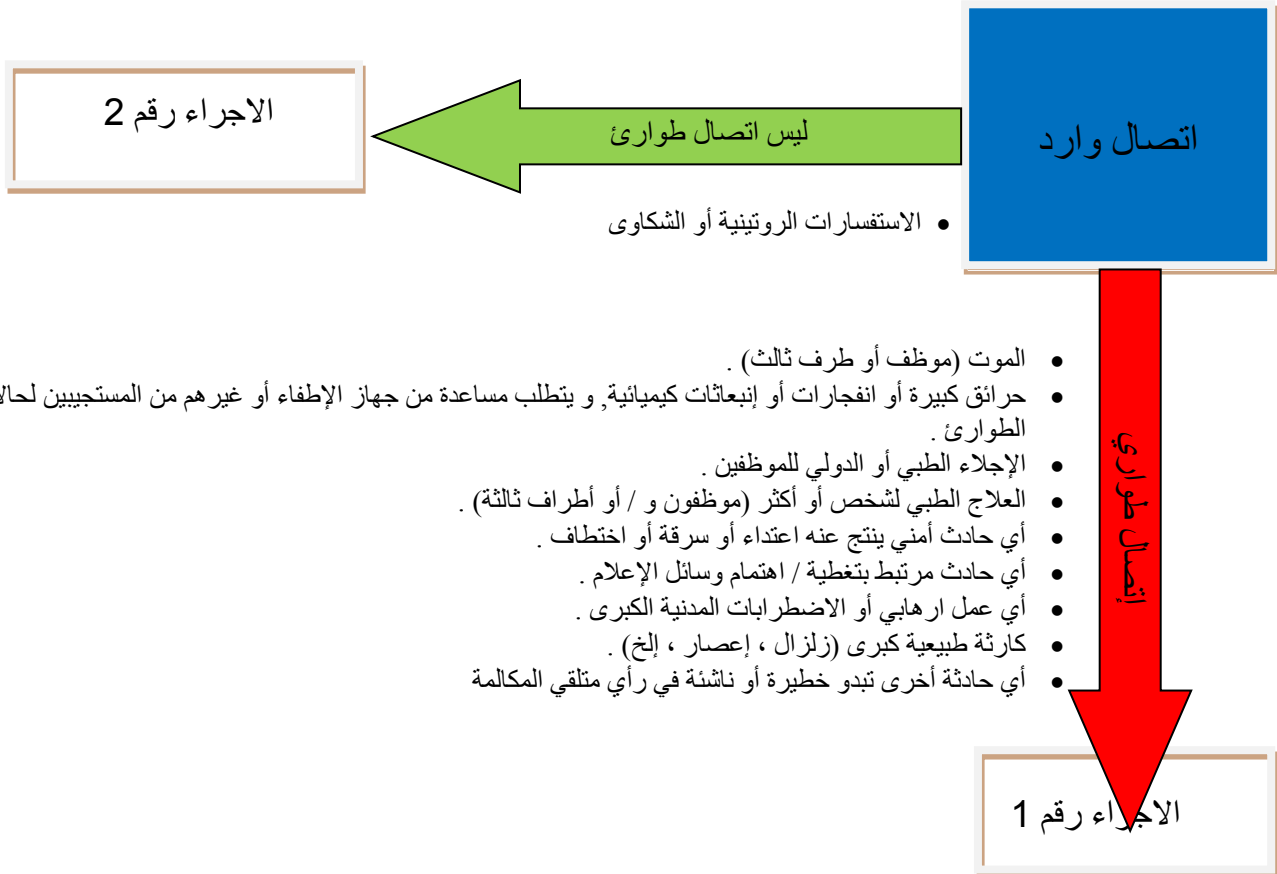 اتصال وارد
ليس اتصال طوارئ
الاجراء رقم 2
• الاستفسارات الروتينية أو الشكاوى
إتصال طواري
• الموت (موظف أو طرف ثالث) .
• حرائق كبيرة أو انفجارات أو إنبعاثات كيميائية, و يتطلب مساعدة من جهاز الإطفاء أو غيرهم من المستجيبين
الطوارئ .
• الإجلاء الطبي أو الدولي للموظفين .
• العلاج الطبي لشخص أو أكثر (موظفون و / أو أطراف ثالثة) .
• أي حادث أمني ينتج عنه اعتداء أو سرقة أو اختطاف .
• أي حادث مرتبط بتغطية / اهتمام وسائل الإعلام .
• أي عمل ارهابي أو الاضطرابات المدنية الكبرى .
• كارثة طبيعية كبرى (زلزال ، إعصار ، إلخ) .
• أي حادثة أخرى تبدو خطيرة أو ناشئة في رأي متلقي المكالمة
الاجراء رقم 1